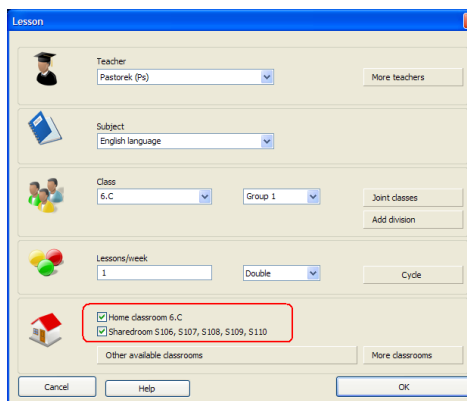 Lesson
Teacher
Pastorek (Ps)
More teachers
Subject
English language
Class
6.C
Group 1
Joint classes
Add division
Lessons/week
1
Double
Cycle
Home classroom 6.C
Sharedroom S106, S107, S108, S109, S110
Other available classrooms
More classrooms
Cancel
Help
OK